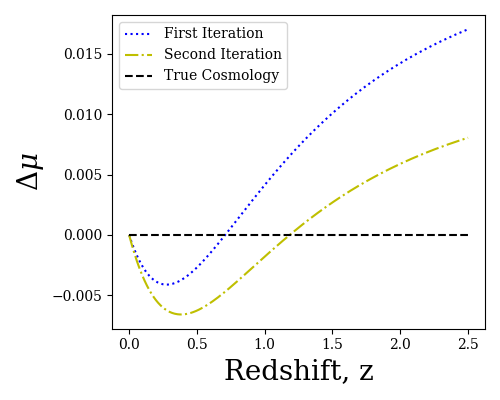 First Iteration
Second Iteration
True Cosmology
0.015
0.010
0.005
0.000
−0.005
Δμ
0.0 0.5 1.0 1.5 2.0 2.5
Redshift, z